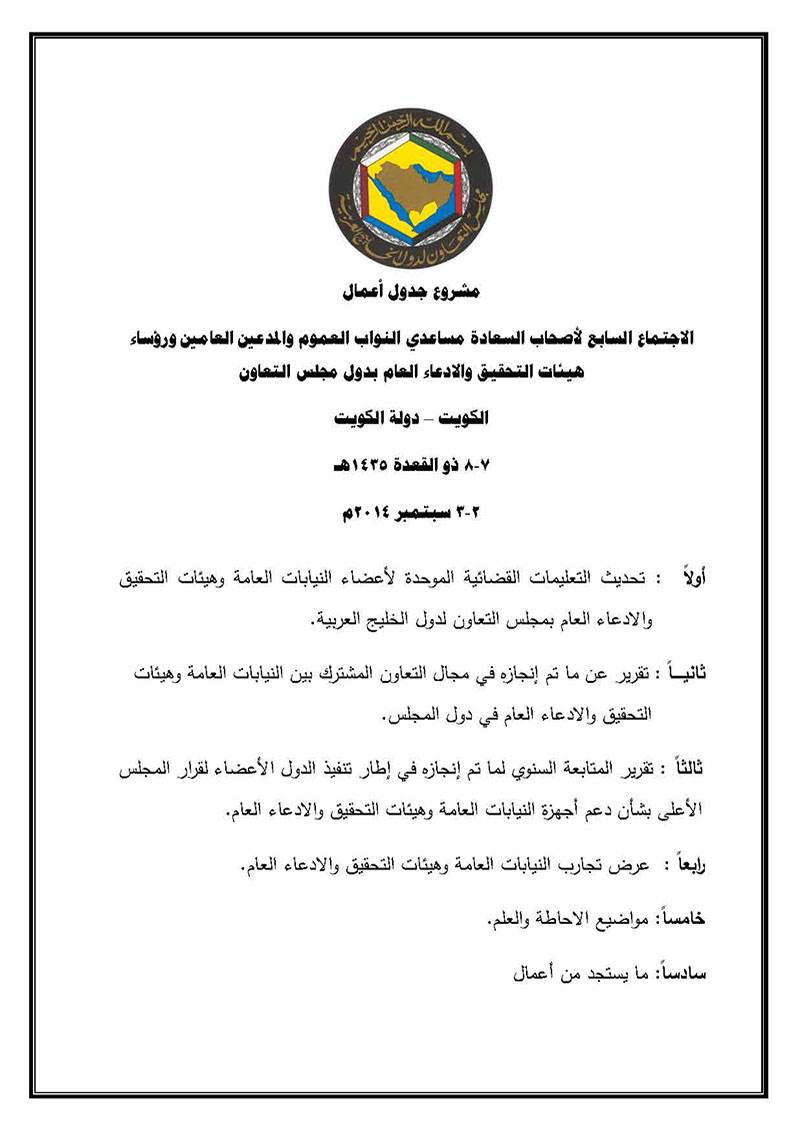 بسم الله الرحمن الرحيم
مجلس التعاون لدول الخليج العربية
مشروع جدول أعمال
الاجتماع السابع لأصحاب السعادة مساعدي النواب العموم والمدعين العامين ورؤساء
هيئات التحقيق والادعاء العام بدول مجلس التعاون
الكويت – دولة الكويت
٧-٨ ذو القعدة ١٤٣٥هـ
٢-٣ سبتمبر ٢٠١٤م
أولاً : تحديث التعليمات القضائية الموحدة لأعضاء النيابات العامة وهيئات التحقيق
والادعاء العام بمجلس التعاون لدول الخليج العربية.
ثانيــاً : تقرير عن ما تم إنجازه في مجال التعاون المشترك بين النيابات العامة وهيئات
التحقيق والادعاء العام في دول المجلس.
ثالثاً : تقرير المتابعة السنوي لما تم إنجازه في إطار تنفيذ الدول الأعضاء لقرار المجلس
الأعلى بشأن دعم أجهزة النيابات العامة وهيئات التحقيق والادعاء العام.
رابعاً : عرض تجارب النيابات العامة وهيئات التحقيق والادعاء العام.
خامساً: مواضيع الاحاطة والعلم.
سادساً: ما يستجد من أعمال